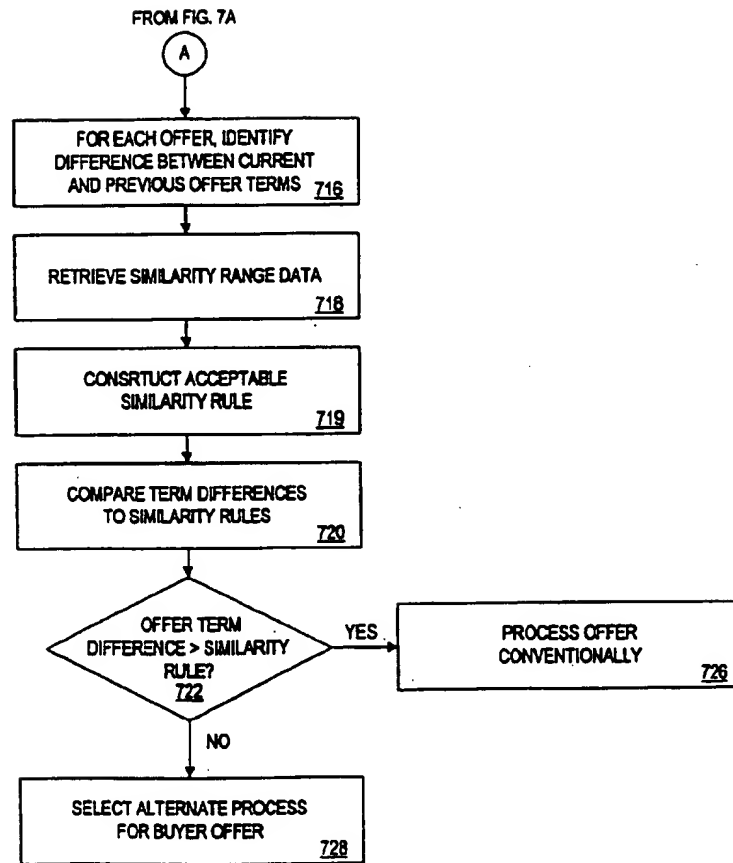 FROM FIG. 7A
A
FOR EACH OFFER, IDENTIFY
DIFFERENCE BETWEEN CURRENT
AND PREVIOUS OFFER TERMS
716
RETRIEVE SIMILARITY RANGE DATA
718
CONSRTUCT ACCEPTABLE
SIMILARITY RULE
719
COMPARE TERM DIFFERENCES
TO SIMILARITY RULES
720
OFFER TERM
DIFFERENCE > SIMILARITY
RULE?
722
YES
PROCESS OFFER
CONVENTIONALLY
726
NO
SELECT ALTERNATE PROCESS
FOR BUYER OFFER
728